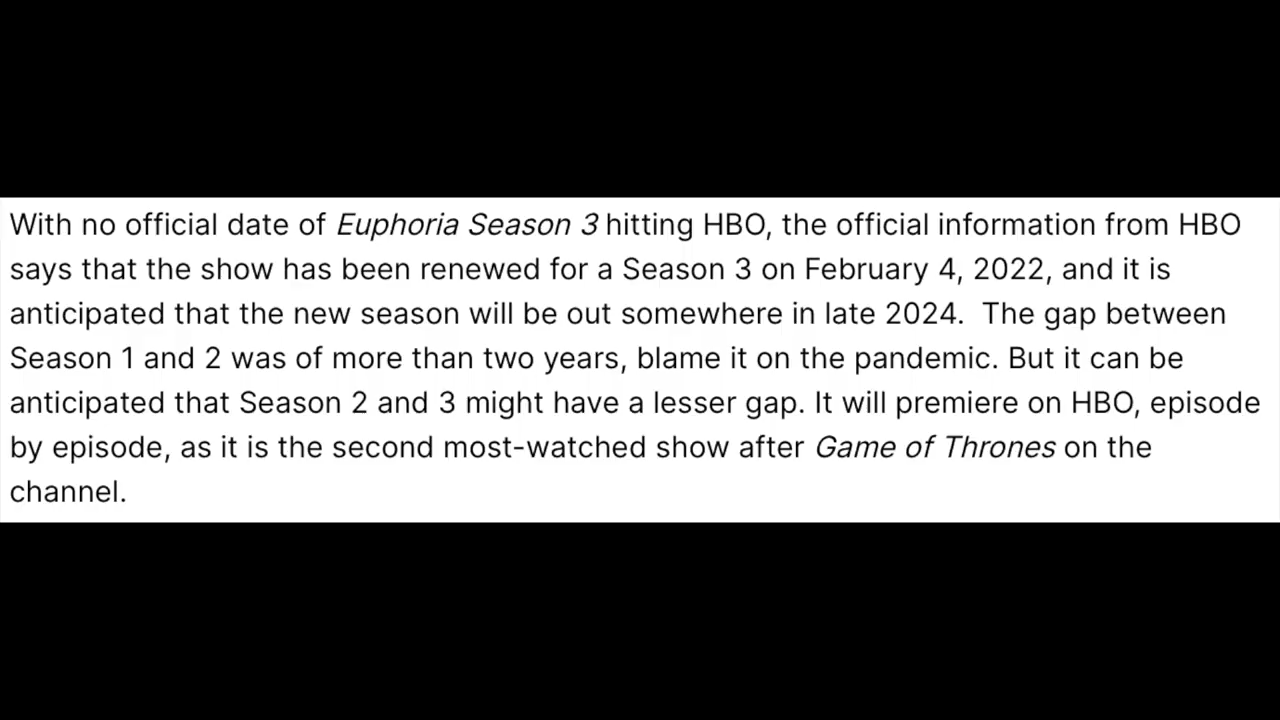 With no official date of Euphoria Season 3 hitting HBO, the official information from HBO
says that the show has been renewed for a Season 3 on February 4, 2022, and it is
anticipated that the new season will be out somewhere in late 2024.  The gap between
Season 1 and 2 was of more than two years, blame it on the pandemic. But it can be
anticipated that Season 2 and 3 might have a lesser gap. It will premiere on HBO, episode
by episode, as it is the second most-watched show after Game of Thrones on the
channel.